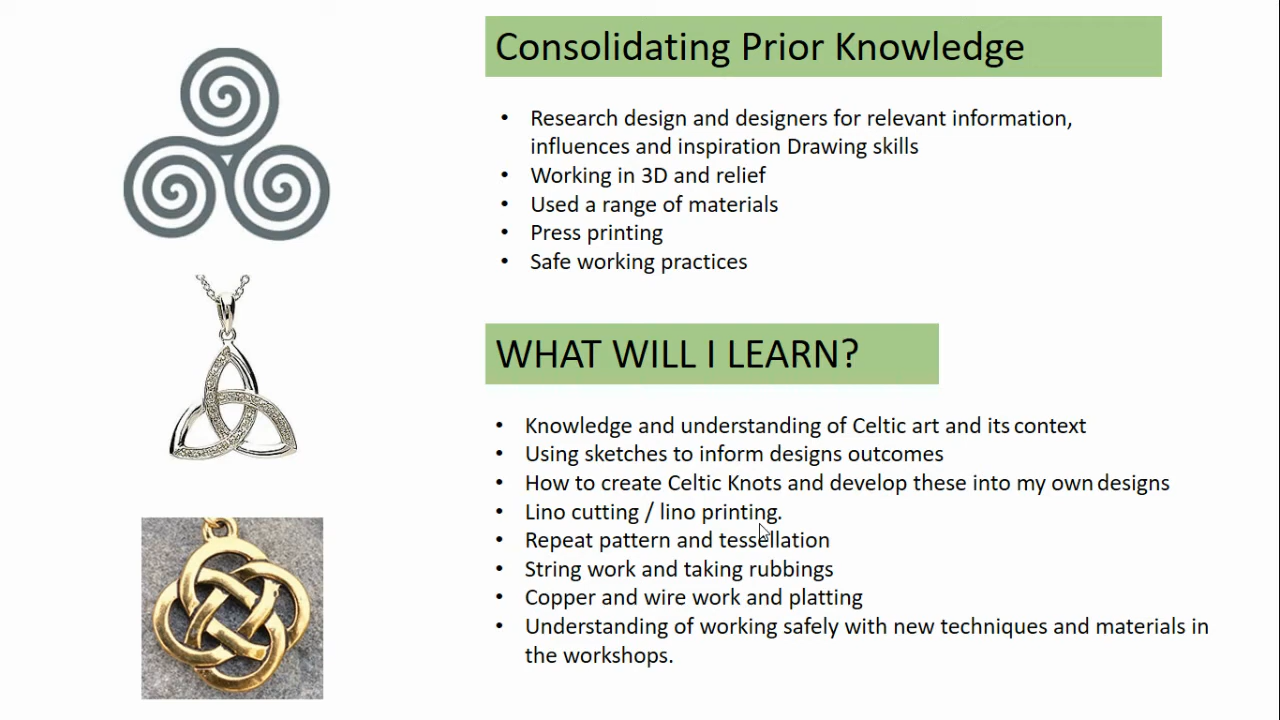 Consolidating Prior Knowledge
• Research design and designers for relevant information,
influences and inspiration Drawing skills
• Working in 3D and relief
• Used a range of materials
• Press printing
• Safe working practices
WHAT WILL I LEARN?
• Knowledge and understanding of Celtic art and its context
• Using sketches to inform designs outcomes
• How to create Celtic Knots and develop these into my own designs
• Lino cutting / lino printing.
• Repeat pattern and tessellation
• String work and taking rubbings
• Copper and wire work and platting
• Understanding of working safely with new techniques and materials in
the workshops.